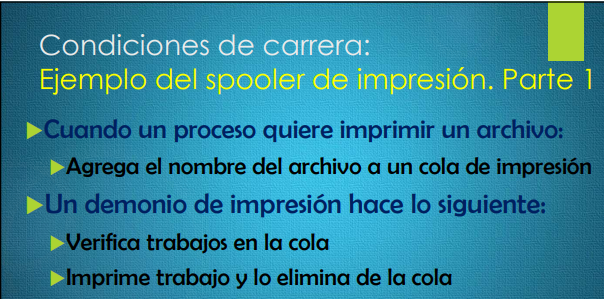 Condiciones de carrera:
Ejemplo del spooler de impresión. Parte 1
Cuando un proceso quiere imprimir un archivo:
Agrega el nombre del archivo a un cola de impresión
Un demonio de impresión hace lo siguiente:
Verifica trabajos en la cola
Imprime trabajo y lo elimina de la cola